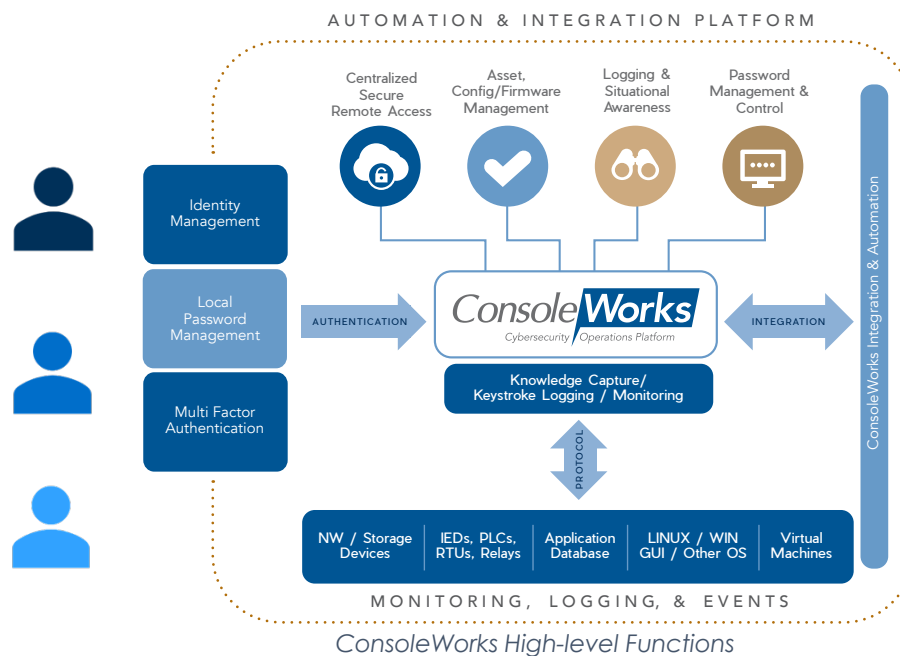 AUTOMATION & INTEGRATION PLATFORM
Centralized
Secure
Remote Access
Asset,
Config/Firmware
Management
Logging &
Situational
Awareness
Password
Management &
Control
Identity
Management
Local
Password
Management
Multi Factor
Authentication
AUTHENTICATION
ConsoleWorks
Cybersecurity Operations Platform
INTEGRATION
ConsoleWorks Integration & Automation
Knowledge Capture/
Keystroke Logging / Monitoring
PROTOCOL
NW / Storage
Devices
IEDs, PLCs,
RTUs, Relays
Application
Database
LINUX / WIN
GUI / Other OS
Virtual
Machines
MONITORING, LOGGING, & EVENTS
ConsoleWorks High-level Functions